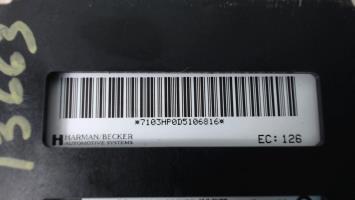 13663
*7103HP0D5106816*
HARMAN/BECKER
AUTOMOTIVE SYSTEMS
EC: 126